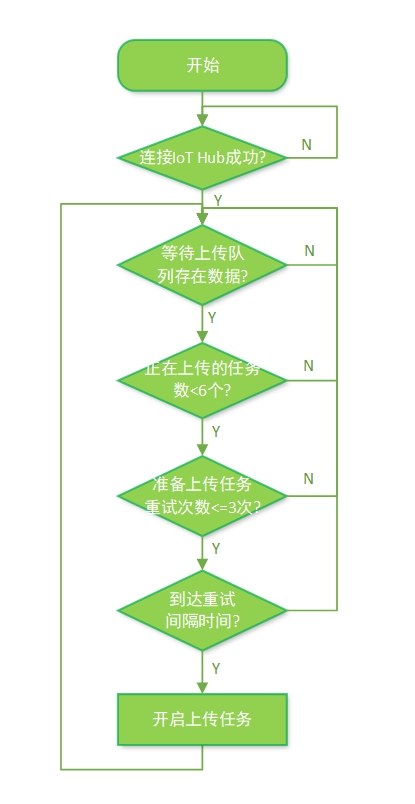 开始
连接IoT Hub成功?
N
Y
等待上传队
列存在数据?
N
Y
正在上传的任务
数<6个?
N
Y
准备上传任务
重试次数<=3次?
N
Y
到达重试
间隔时间?
Y
开启上传任务